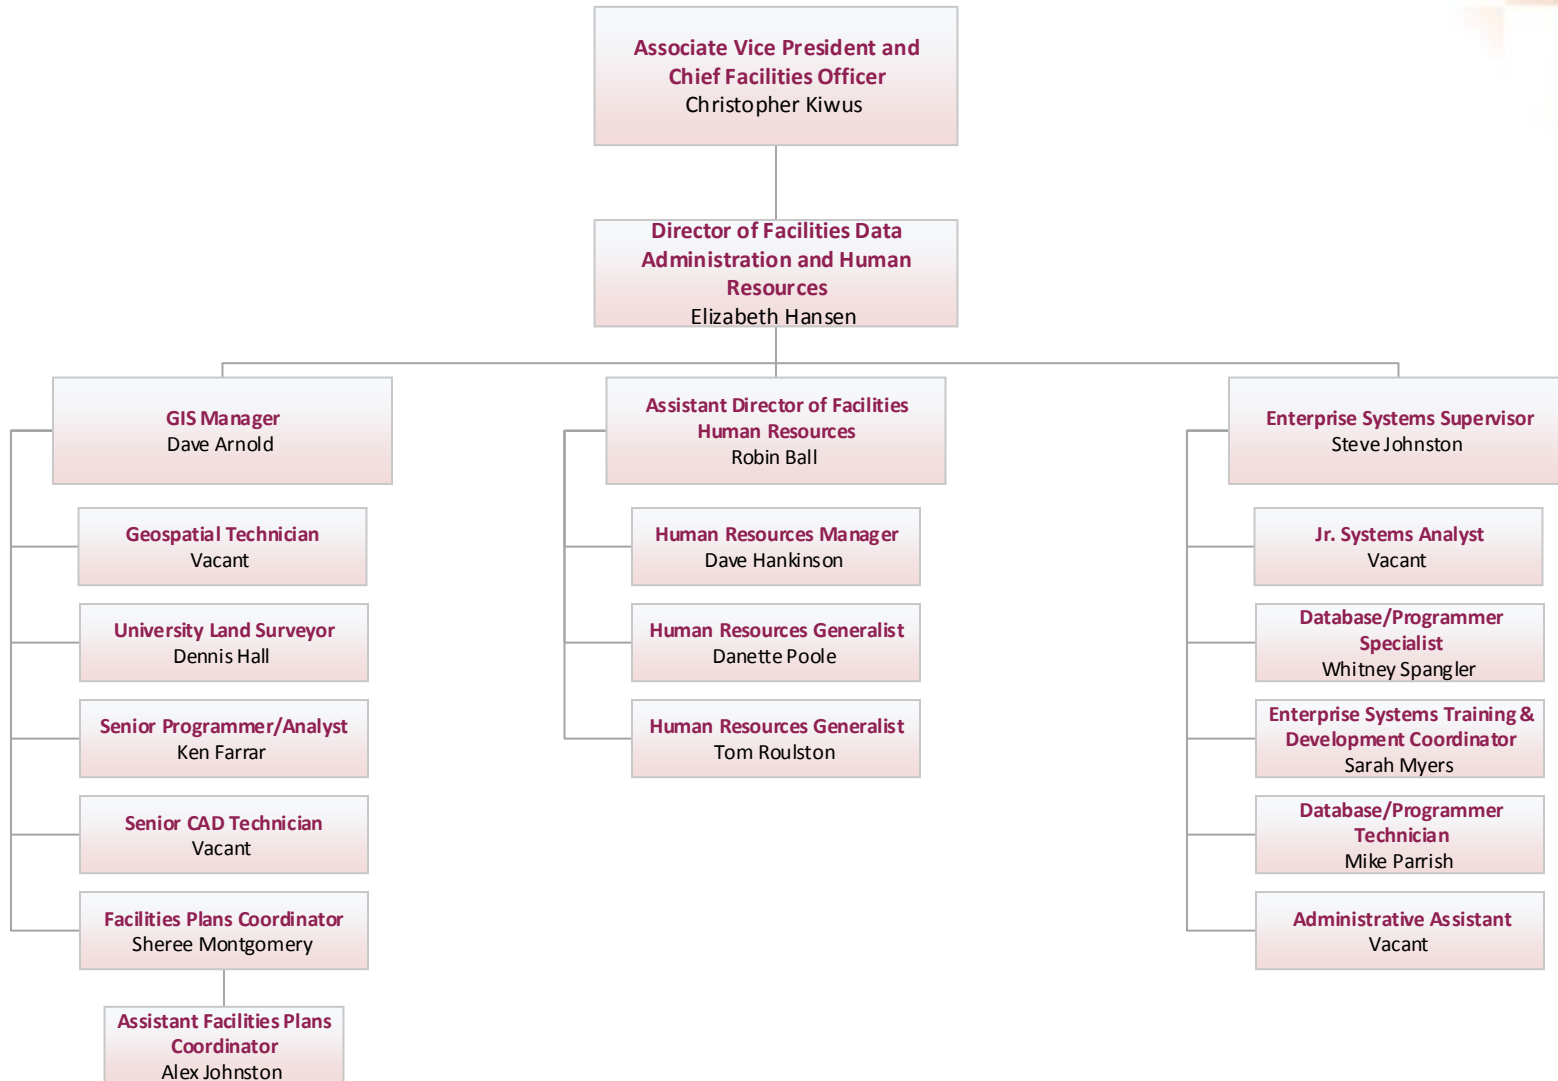 Associate Vice President and
Chief Facilities Officer
Christopher Kiwus
Director of Facilities Data
Administration and Human
Resources
Elizabeth Hansen
GIS Manager
Dave Arnold
Geospatial Technician
Vacant
University Land Surveyor
Dennis Hall
Senior Programmer/Analyst
Ken Farrar
Senior CAD Technician
Vacant
Facilities Plans Coordinator
Sheree Montgomery
Assistant Facilities Plans
Coordinator
Alex Johnston
Assistant Director of Facilities
Human Resources
Robin Ball
Human Resources Manager
Dave Hankinson
Human Resources Generalist
Danette Poole
Human Resources Generalist
Tom Roulston
Enterprise Systems Supervisor
Steve Johnston
Jr. Systems Analyst
Vacant
Database/Programmer
Specialist
Whitney Spangler
Enterprise Systems Training &
Development Coordinator
Sarah Myers
Database/Programmer
Technician
Mike Parrish
Administrative Assistant
Vacant